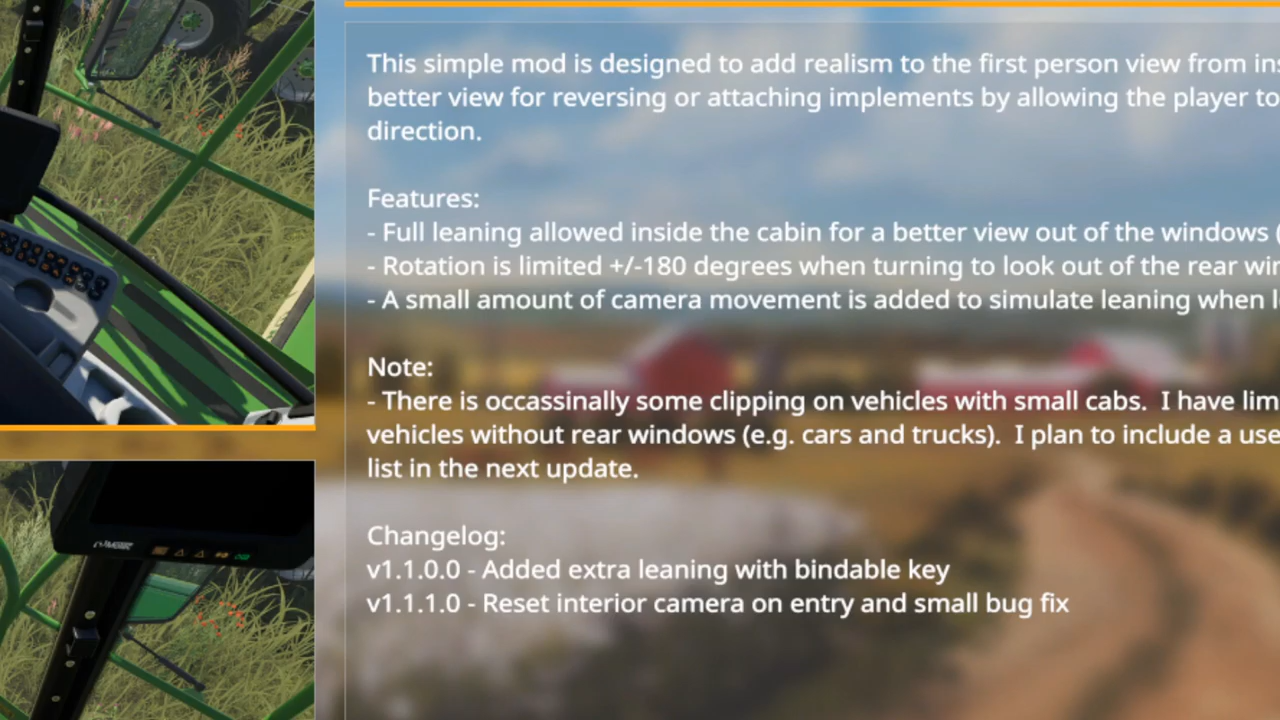 This simple mod is designed to add realism to the first person view from ins
better view for reversing or attaching implements by allowing the player to
direction.
Features:
- Full leaning allowed inside the cabin for a better view out of the windows (
- Rotation is limited +/-180 degrees when turning to look out of the rear win
- A small amount of camera movement is added to simulate leaning when l
Note:
- There is occassinally some clipping on vehicles with small cabs.  I have lim
vehicles without rear windows (e.g. cars and trucks).  I plan to include a use
list in the next update.
Changelog:
v1.1.0.0 - Added extra leaning with bindable key
v1.1.1.0 - Reset interior camera on entry and small bug fix